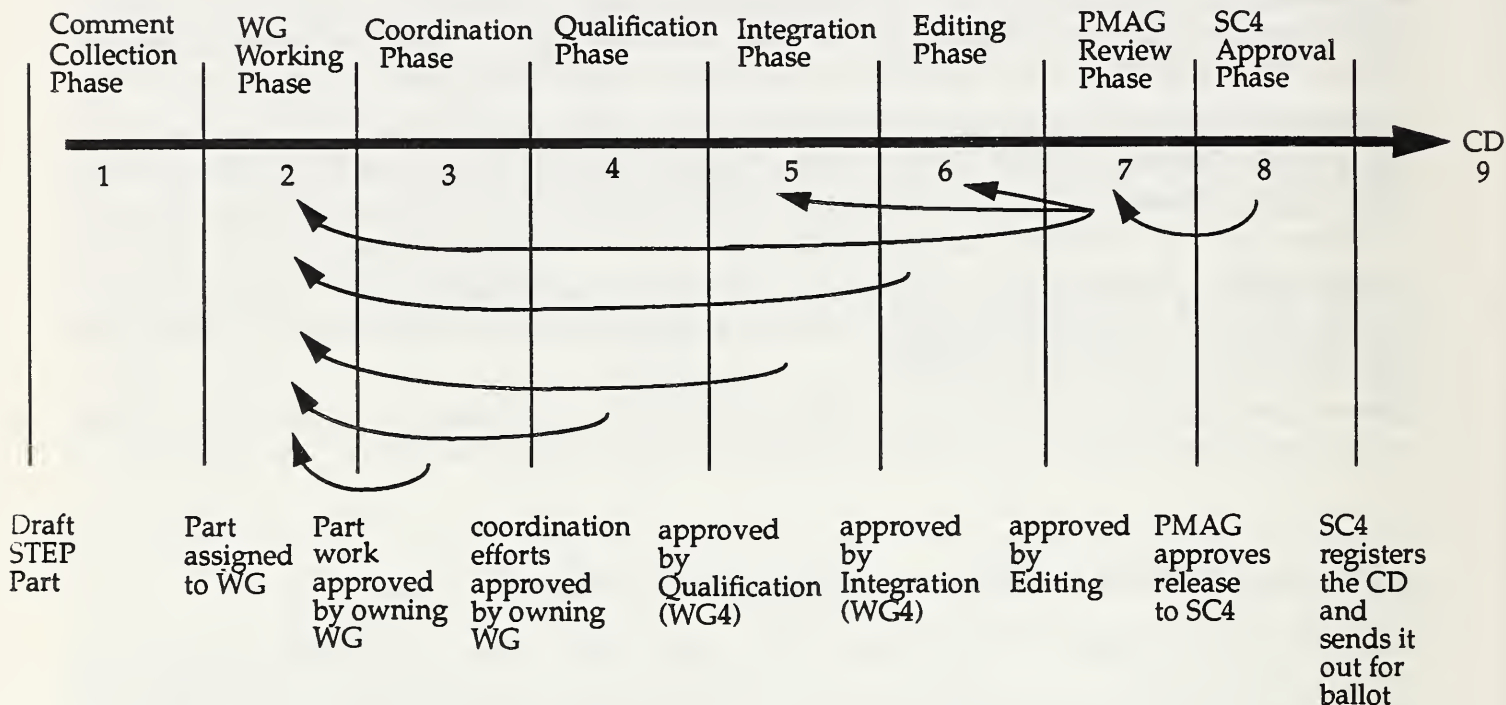 Comment
Collection
Phase
WG
Working
Phase
Coordination
Phase
Qualification
Phase
Integration
Phase
Editing
Phase
PMAG
Review
Phase
SC4
Approval
Phase
1
2
3
4
5
6
7
8
CD
9
Draft
STEP
Part
Part
assigned
to WG
Part
work
approved
by owning
WG
coordination
efforts
approved
by owning
WG
approved
by
Qualification
(WG4)
approved
by
Integration
(WG4)
approved
by
Editing
PMAG
approves
release
to SC4
SC4
registers
the CD
and
sends it
out for
ballot